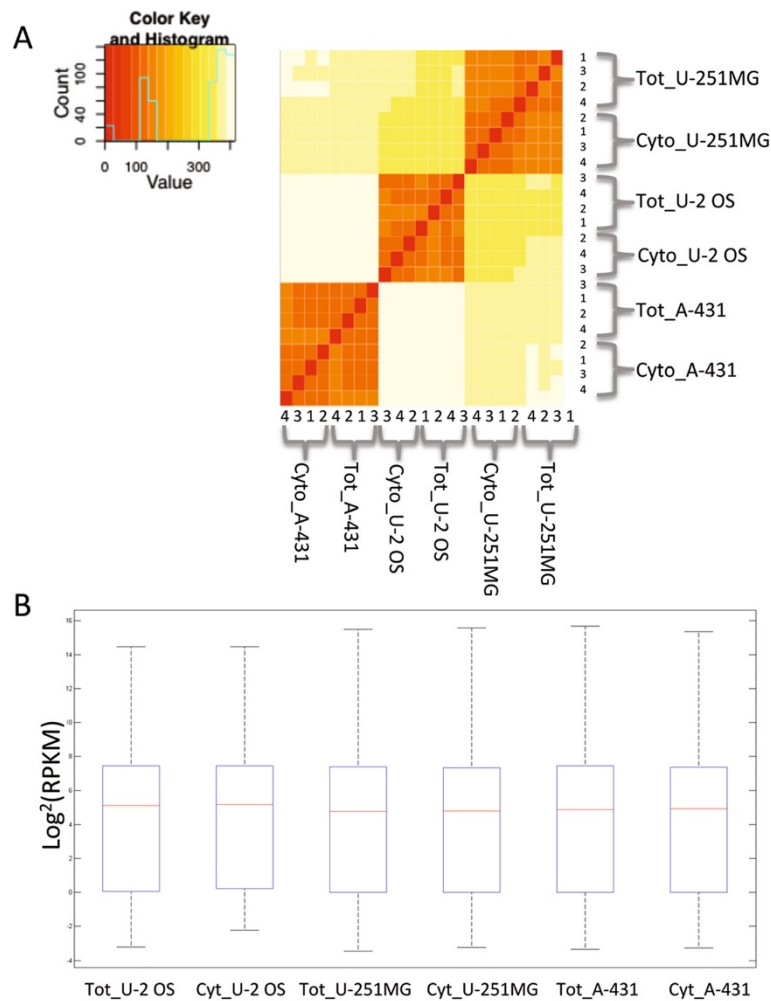 A
Color Key
and Histogram
Count
0 40 100
0 100 300
Value
1
3
2
4
Tot_U-251MG
2
1
3
4
Cyto_U-251MG
3
4
2
1
Tot_U-2 OS
2
4
3
Cyto_U-2 OS
3
1
2
4
Tot_A-431
2
1
3
4
Cyto_A-431
4 3 1 2 4 2 1 3 3 4 2 1 2 4 3 4 3 1 2 4 2 3 1
Cyto_A-431
Tot_A-431
Cyto_U-2 OS
Tot_U-2 OS
Cyto_U-251MG
Tot_U-251MG
B
Log²(RPKM)
16
14
12
10
8
6
4
2
0
-2
-4
Tot_U-2 OS Cyt_U-2 OS Tot_U-251MG Cyt_U-251MG Tot_A-431 Cyt_A-431